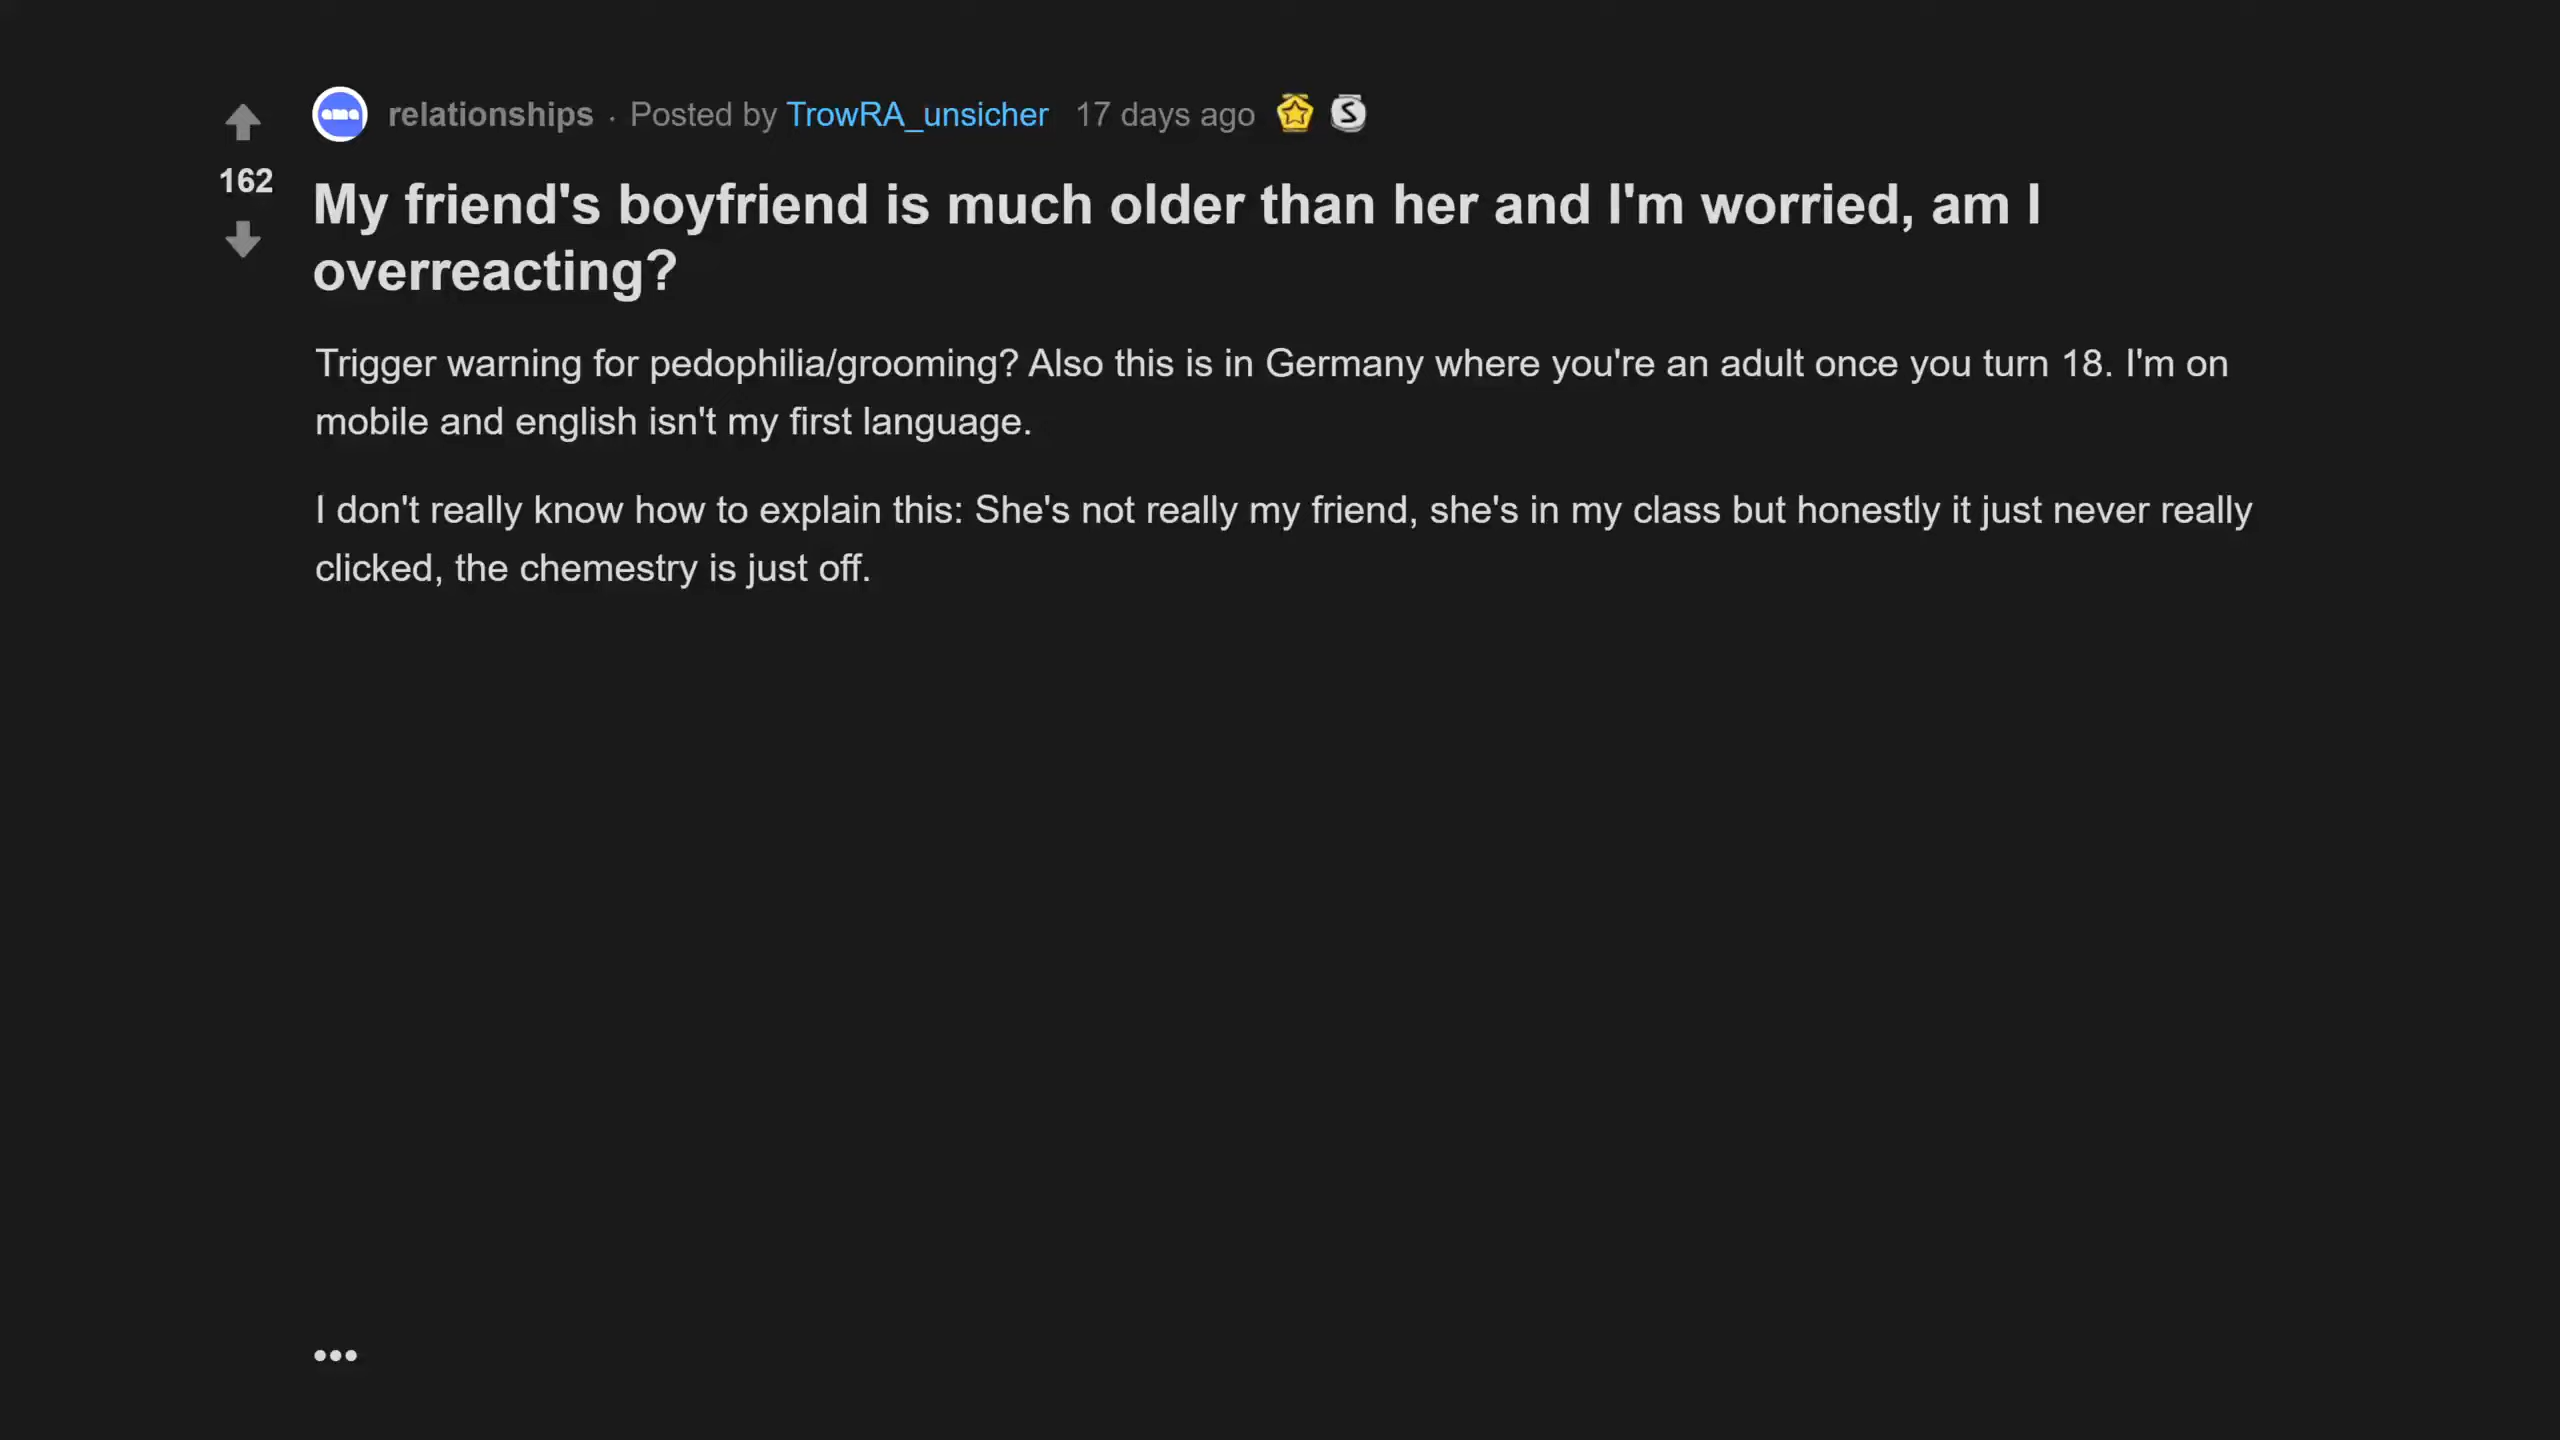 relationships · Posted by TrowRA_unsicher 17 days ago
162
My friend's boyfriend is much older than her and I'm worried, am I
overreacting?
Trigger warning for pedophilia/grooming? Also this is in Germany where you're an adult once you turn 18. I'm on
mobile and english isn't my first language.
I don't really know how to explain this: She's not really my friend, she's in my class but honestly it just never really
clicked, the chemestry is just off.
•••